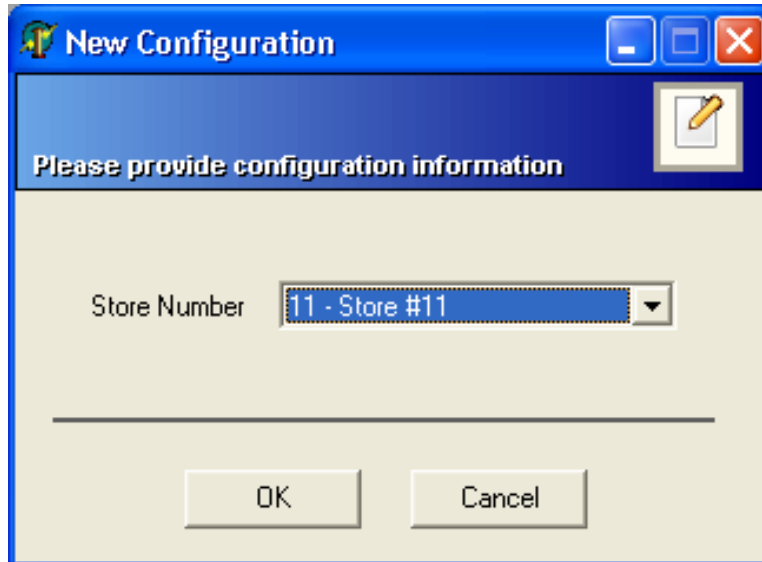 New Configuration
Please provide configuration information
Store Number 11 - Store #11
OK Cancel